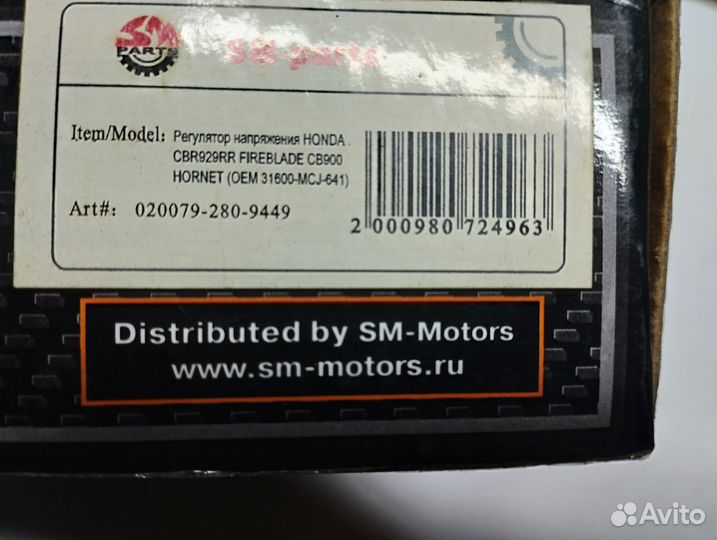 SM
PARTS
SM-parts
Item/Model: Регулятор напряжения HONDA .
CBR929RR FIREBLADE CB900
HORNET (OEM 31600-MCJ-641)
Art#: 020079-280-9449
2 000980 724963
Distributed by SM-Motors
www.sm-motors.ru
Avito